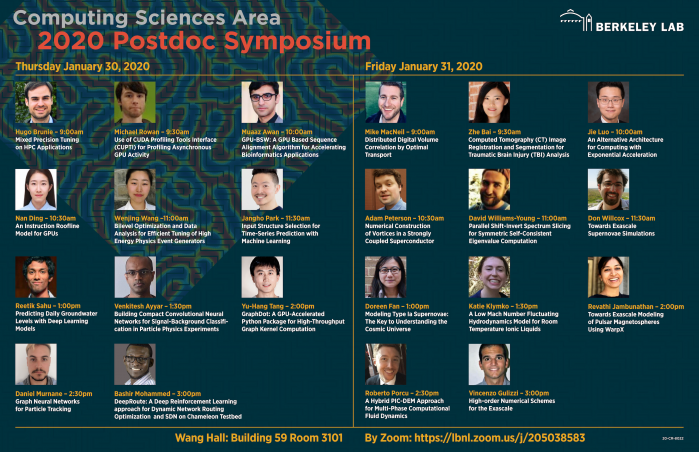 Computing Sciences Area
2020 Postdoc Symposium
BERKELEY LAB
Thursday January 30, 2020
Hugo Brunie – 9:00am
Mixed Precision Tuning
on HPC Applications
Michael Rowan – 9:30am
Use of CUDA Profiling Tools Interface
(CUPTI) for Profiling Asynchronous
GPU Activity
Muaaz Awan – 10:00am
GPU-BSW: A GPU Based Sequence
Alignment Algorithm for Accelerating
Bioinformatics Applications
Nan Ding – 10:30am
An Instruction Roofline
Model for GPUs
Wenjing Wang –11:00am
Bilevel Optimization and Data
Analysis for Efficient Tuning of High
Energy Physics Event Generators
Jangho Park – 11:30am
Input Structure Selection for
Time-Series Prediction with
Machine Learning
Reetik Sahu – 1:00pm
Predicting Daily Groundwater
Levels with Deep Learning
Models
Venkitesh Ayyar – 1:30pm
Building Compact Convolutional Neural
Networks for Signal-Background Classifi-
cation in Particle Physics Experiments
Yu-Hang Tang – 2:00pm
GraphDot: A GPU-Accelerated
Python Package for High-Throughput
Graph Kernel Computation
Daniel Murnane – 2:30pm
Graph Neural Networks
for Particle Tracking
Bashir Mohammed – 3:00pm
DeepRoute: A Deep Reinforcement Learning
approach for Dynamic Network Routing
Optimization and SDN on Chameleon Testbed
Friday January 31, 2020
Mike MacNeil – 9:00am
Distributed Digital Volume
Correlation by Optimal
Transport
Zhe Bai – 9:30am
Computed Tomography (CT) Image
Registration and Segmentation for
Traumatic Brain Injury (TBI) Analysis
Jie Luo – 10:00am
An Alternative Architecture
for Computing with
Exponential Acceleration
Adam Peterson – 10:30am
Numerical Construction
of Vortices in a Strongly
Coupled Superconductor
David Williams-Young – 11:00am
Parallel Shift-Invert Spectrum Slicing
for Symmetric Self-Consistent
Eigenvalue Computation
Don Willcox – 11:30am
Towards Exascale
Supernovae Simulations
Doreen Fan – 1:00pm
Modeling Type Ia Supernovae:
The Key to Understanding the
Cosmic Universe
Katie Klymko – 1:30pm
A Low Mach Number Fluctuating
Hydrodynamics Model for Room
Temperature Ionic Liquids
Revathi Jambunathan – 2:00pm
Towards Exascale Modeling
of Pulsar Magnetospheres
Using WarpX
Roberto Porcu – 2:30pm
A Hybrid PIC-DEM Approach
for Multi-Phase Computational
Fluid Dynamics
Vincenzo Gulizzi – 3:00pm
High-order Numerical Schemes
for the Exascale
Wang Hall: Building 59 Room 3101
By Zoom: https://lbnl.zoom.us/j/205038583